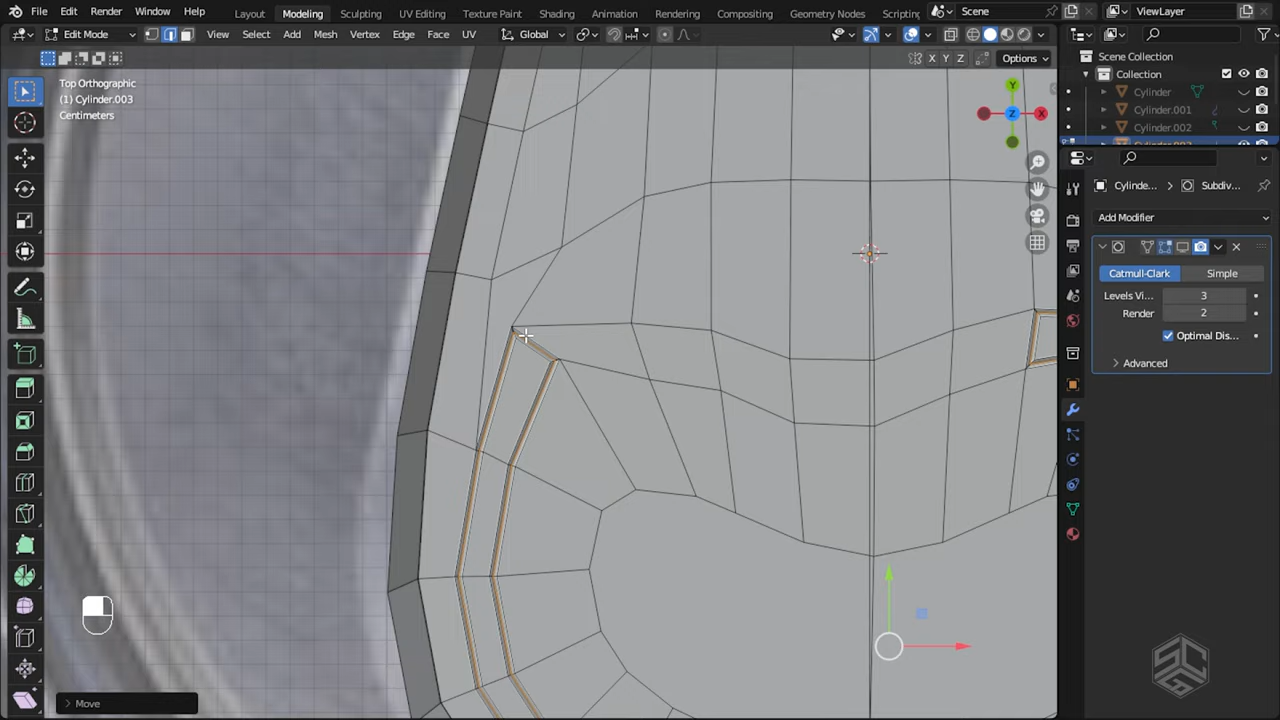 File Edit Render Window Help Layout Modeling Sculpting UV Editing Texture Paint Shading Animation Rendering Compositing Geometry Nodes Scripting Scene ViewLayer
Edit Mode View Select Add Mesh Vertex Edge Face UV Global
X Y Z Options
Top Orthographic
(1) Cylinder.003
Centimeters
Y
X
Z
Scene Collection
Collection
Cylinder
Cylinder.001
Cylinder.002
Cylinde... Subdiv...
Add Modifier
Catmull-Clark Simple
Levels Vi... 3
Render 2
Optimal Dis...
Advanced
Move